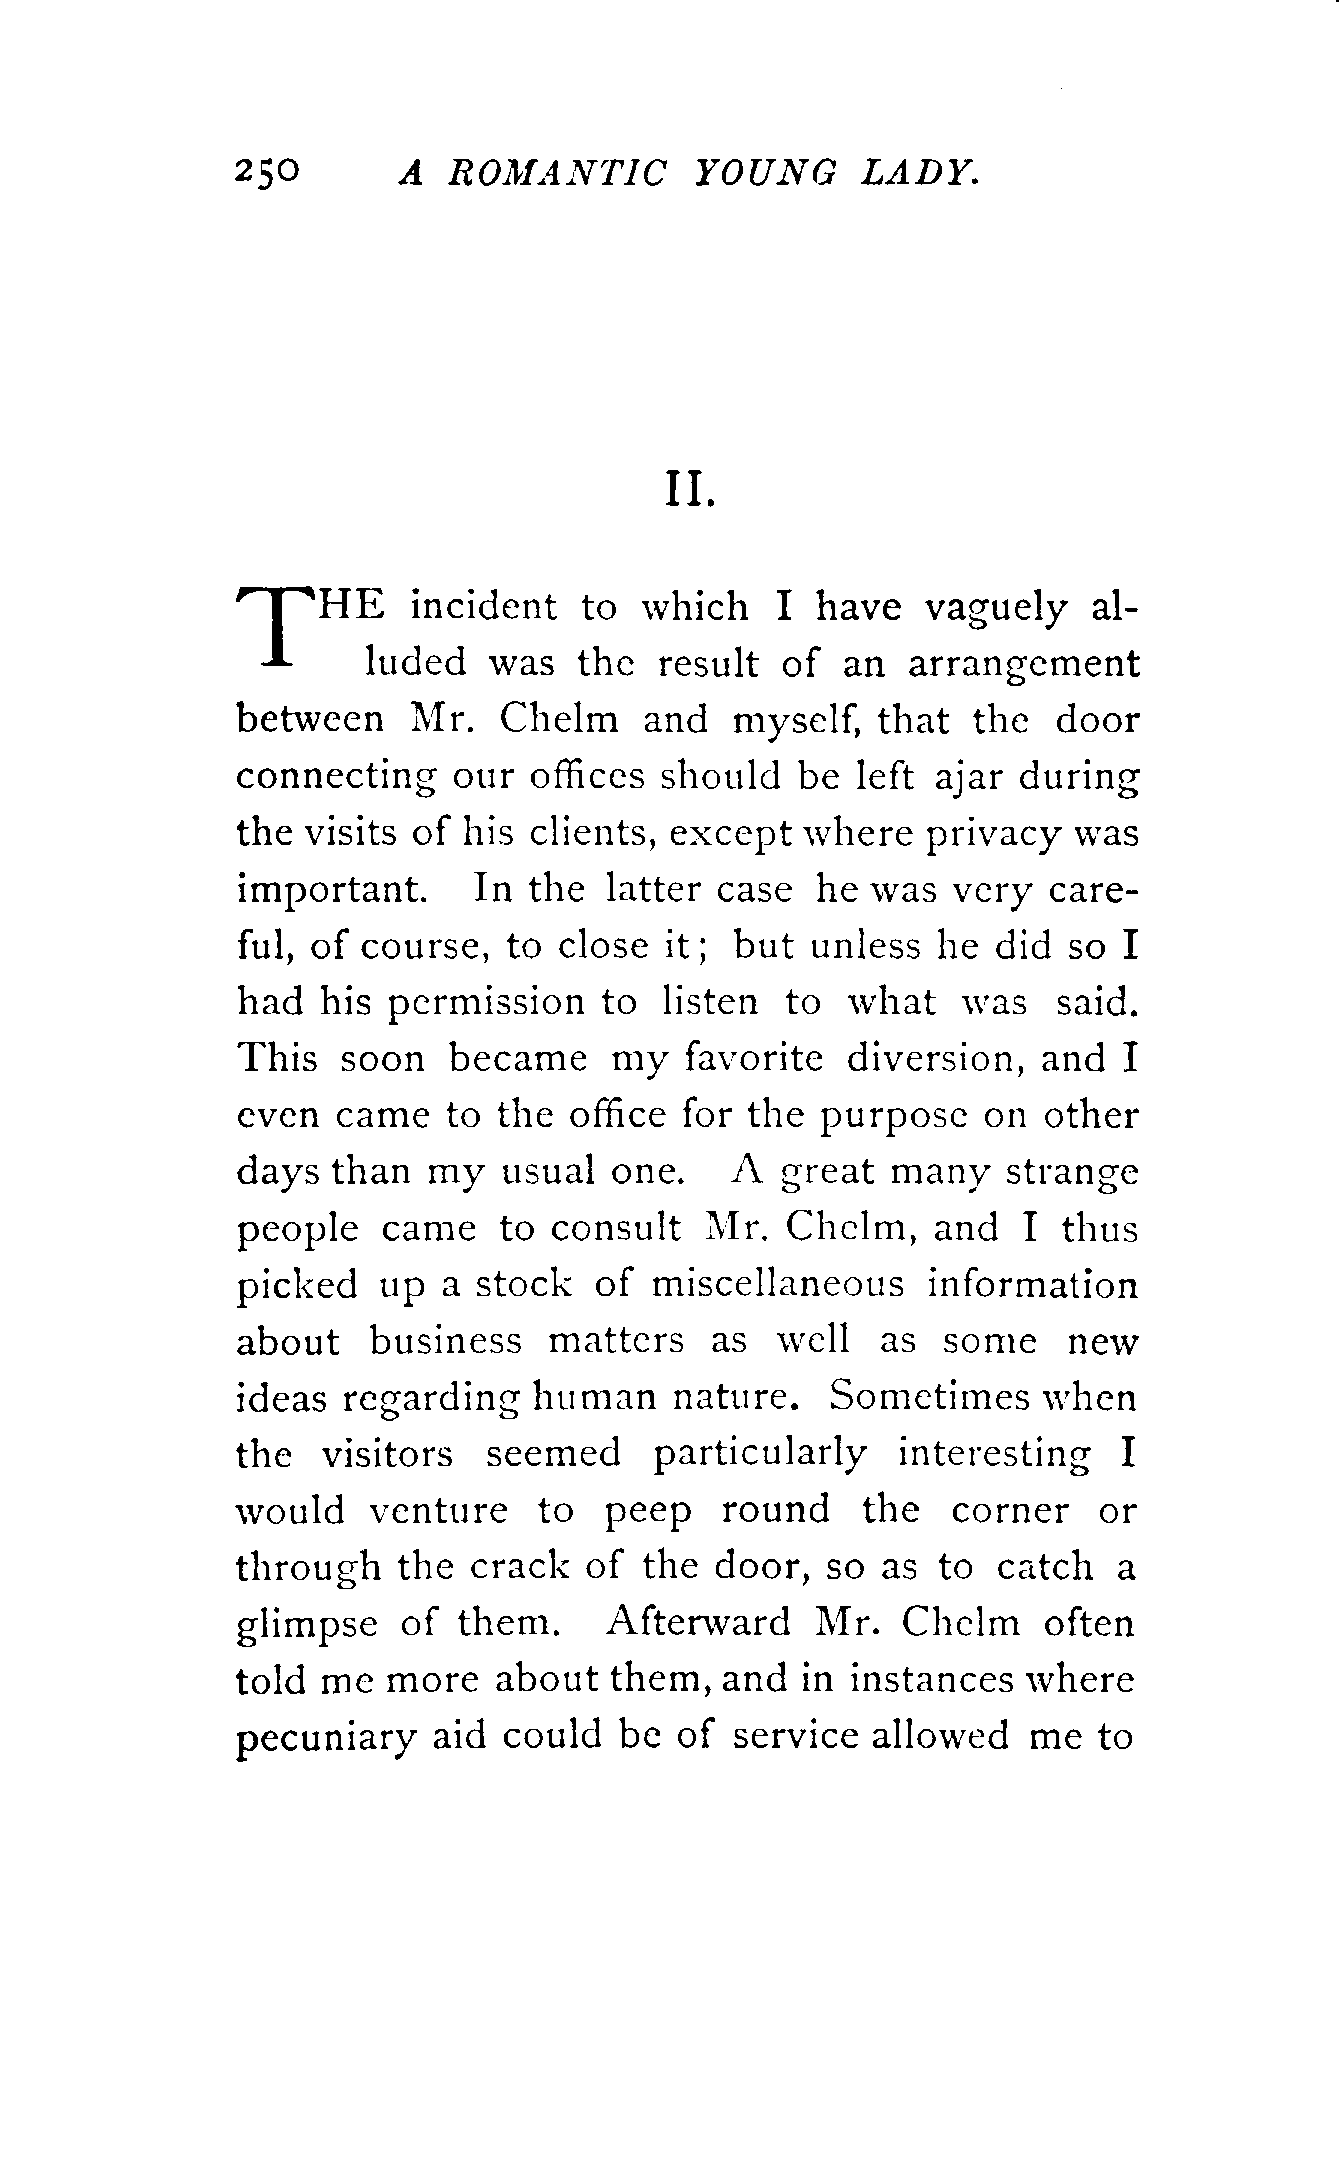 250 A ROMANTIC YOUNG LADY.
II.
THE incident to which I have vaguely al-
luded was the result of an arrangement
between Mr. Chelm and myself, that the door
connecting our offices should be left ajar during
the visits of his clients, except where privacy was
important. In the latter case he was very care-
ful, of course, to close it; but unless he did so I
had his permission to listen to what was said.
This soon became my favorite diversion, and I
even came to the office for the purpose on other
days than my usual one. A great many strange
people came to consult Mr. Chelm, and I thus
picked up a stock of miscellaneous information
about business matters as well as some new
ideas regarding human nature. Sometimes when
the visitors seemed particularly interesting I
would venture to peep round the corner or
through the crack of the door, so as to catch a
glimpse of them. Afterward Mr. Chelm often
told me more about them, and in instances where
pecuniary aid could be of service allowed me to